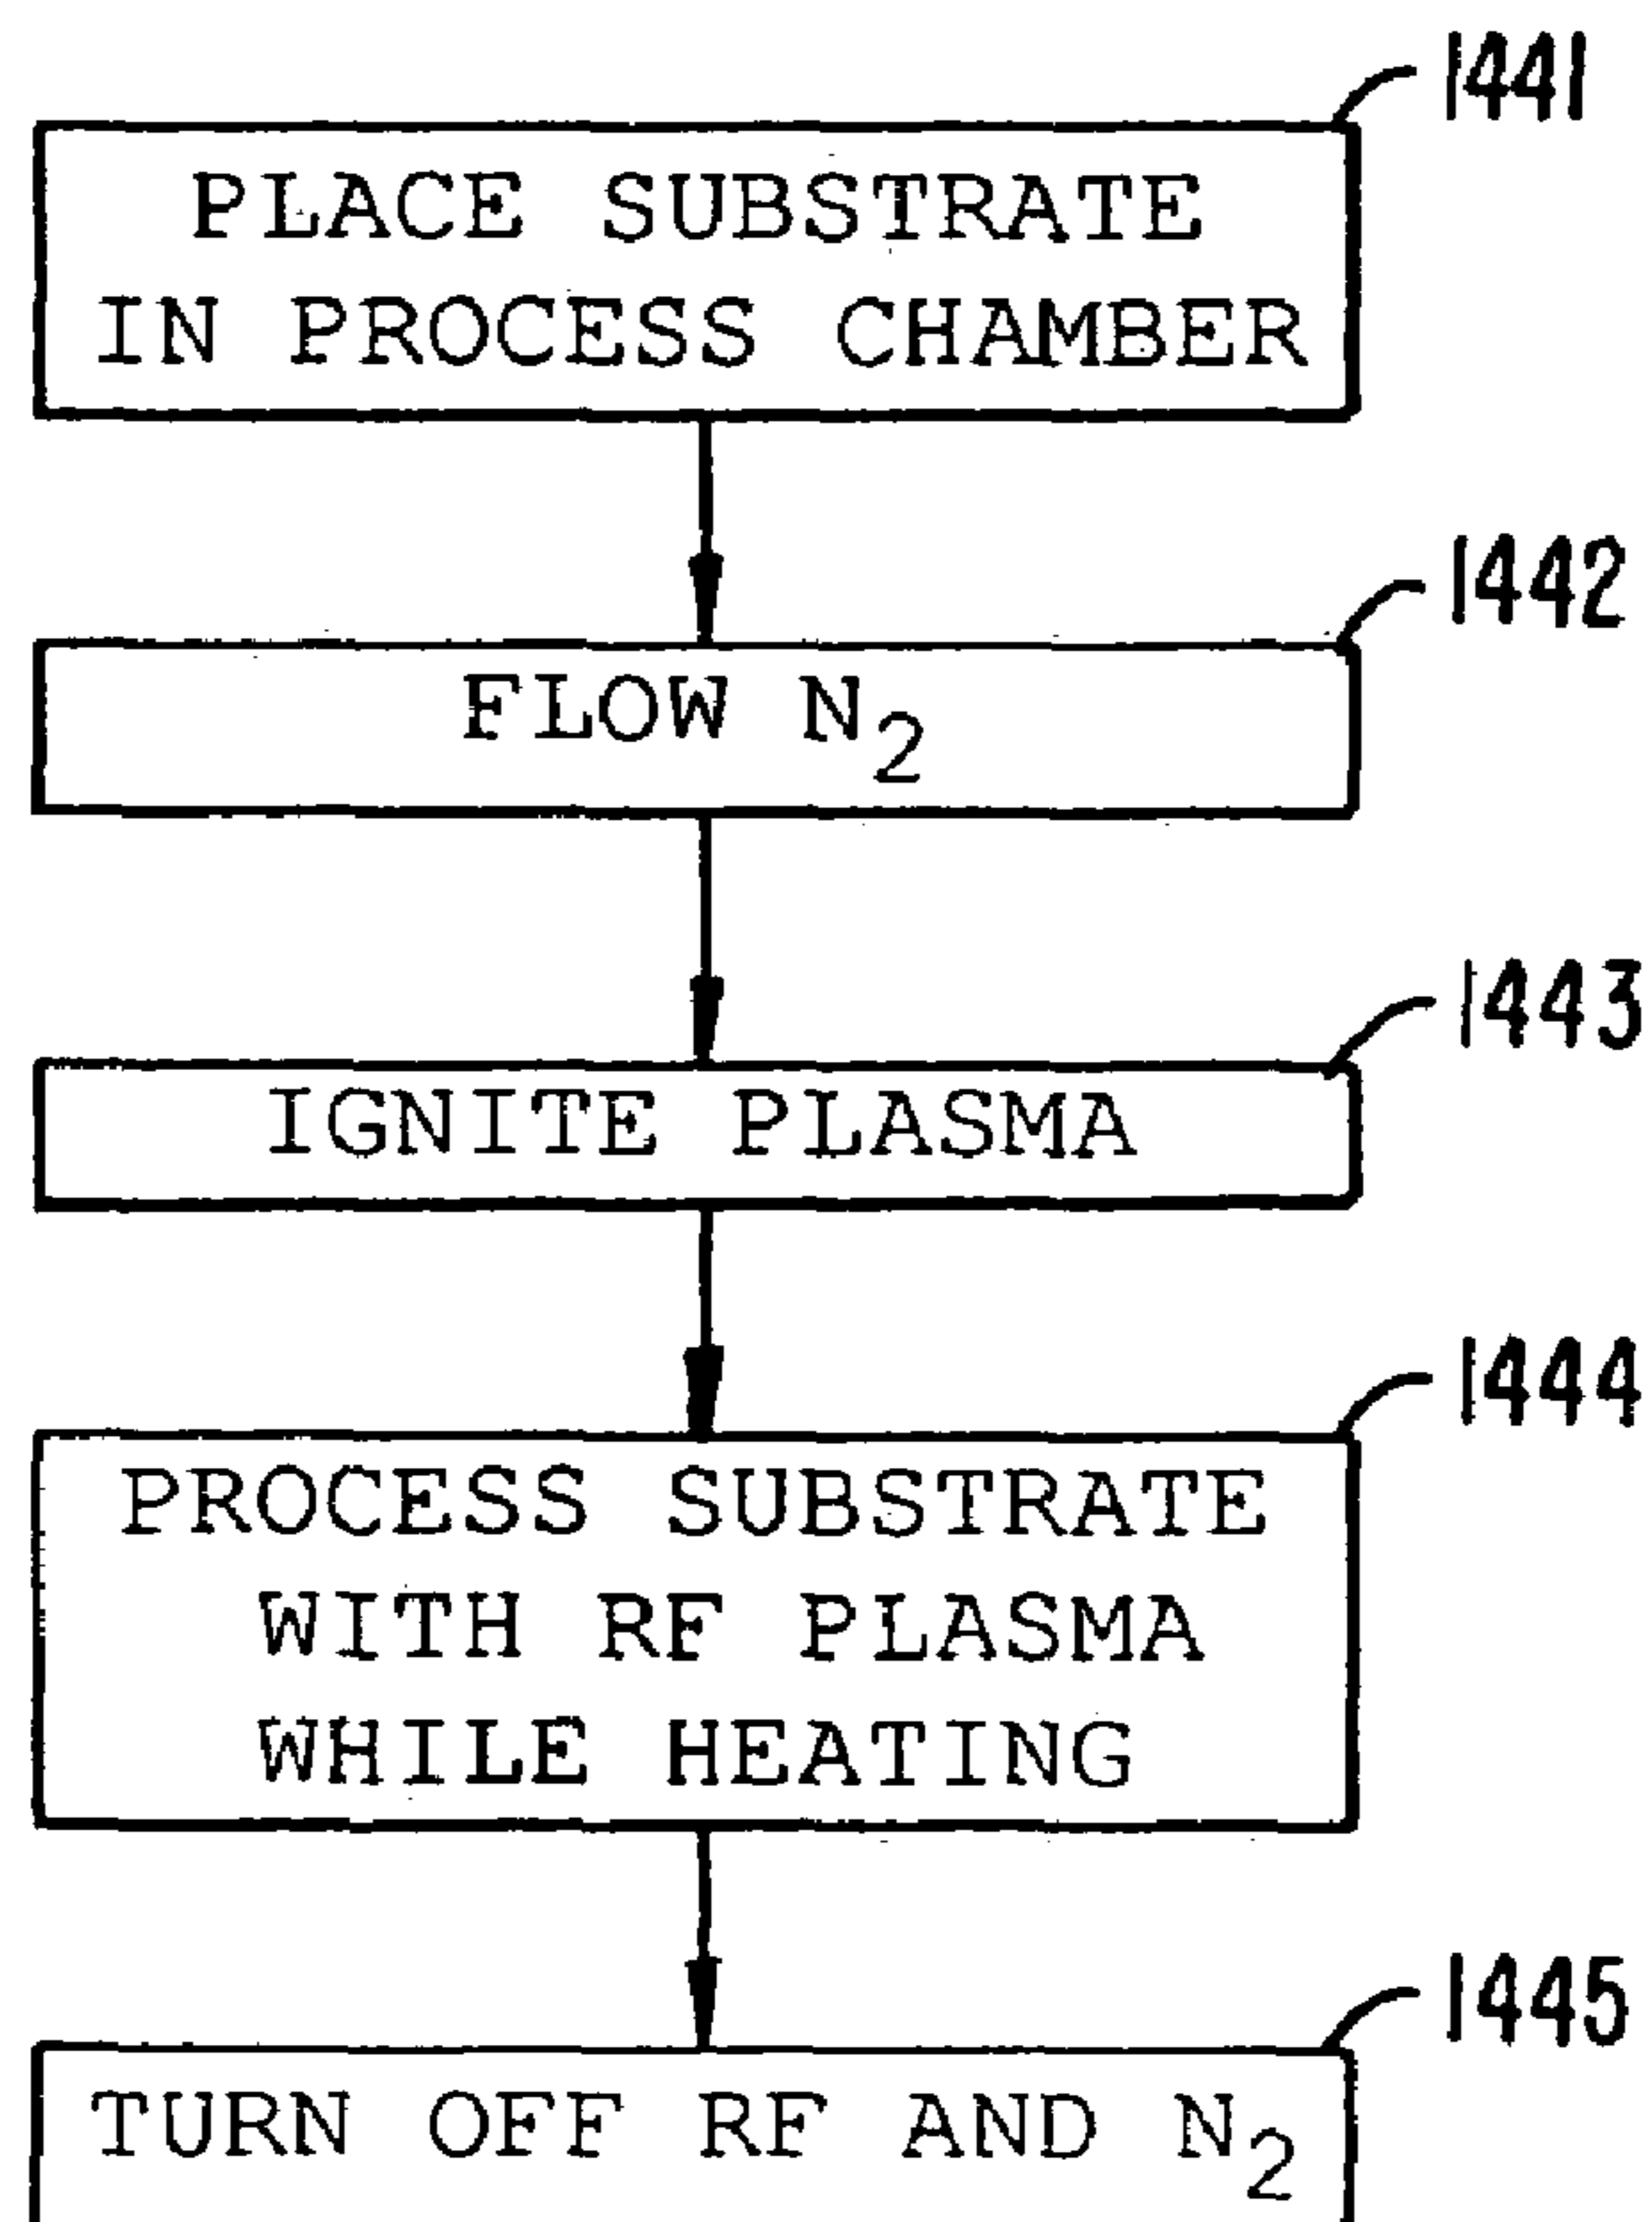 1441
PLACE SUBSTRATE
IN PROCESS CHAMBER
1442
FLOW N₂
1443
IGNITE PLASMA
1444
PROCESS SUBSTRATE
WITH RF PLASMA
WHILE HEATING
1445
TURN OFF RF AND N₂